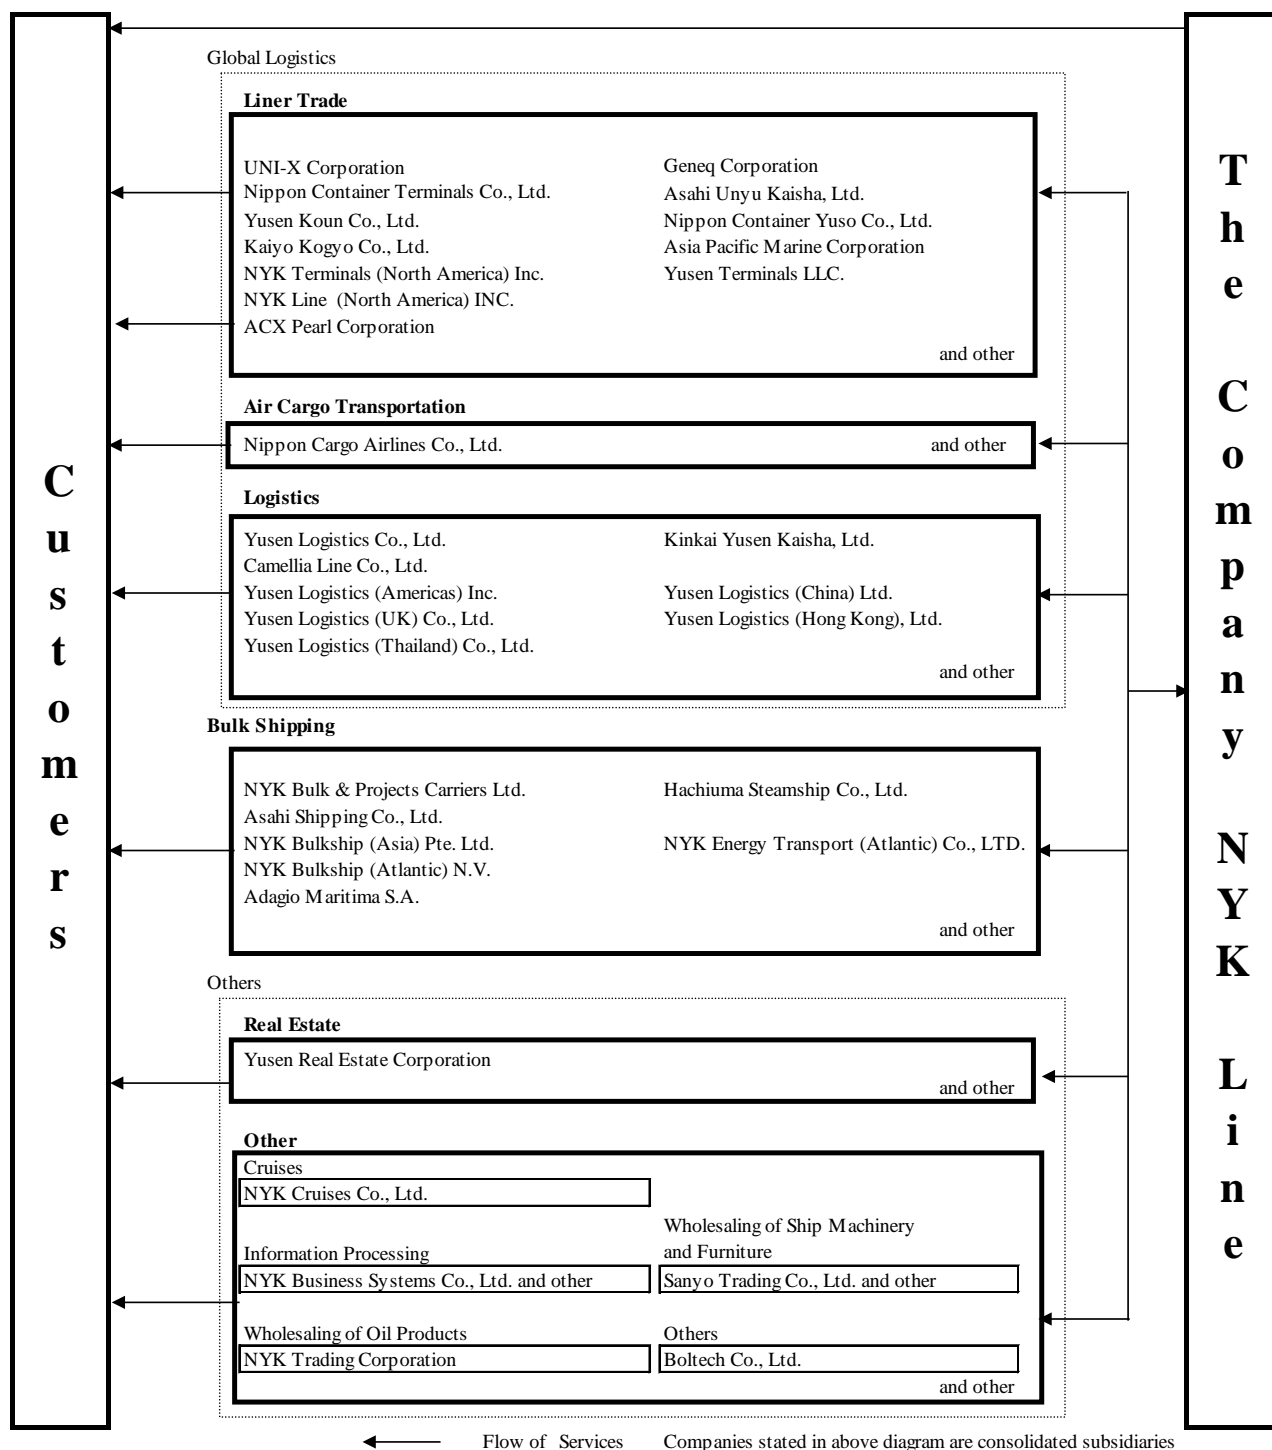 Customers
Global Logistics
Liner Trade
UNI-X Corporation
Geneq Corporation
Nippon Container Terminals Co., Ltd.
Asahi Unyu Kaisha, Ltd.
Yusen Koun Co., Ltd.
Nippon Container Yuso Co., Ltd.
Kaiyo Kogyo Co., Ltd.
Asia Pacific Marine Corporation
NYK Terminals (North America) Inc.
Yusen Terminals LLC.
NYK Line (North America) INC.
ACX Pearl Corporation
and other
Air Cargo Transportation
Nippon Cargo Airlines Co., Ltd.
and other
Logistics
Yusen Logistics Co., Ltd.
Kinkai Yusen Kaisha, Ltd.
Camellia Line Co., Ltd.
Yusen Logistics (Americas) Inc.
Yusen Logistics (China) Ltd.
Yusen Logistics (UK) Co., Ltd.
Yusen Logistics (Hong Kong), Ltd.
Yusen Logistics (Thailand) Co., Ltd.
and other
Bulk Shipping
NYK Bulk & Projects Carriers Ltd.
Hachiuma Steamship Co., Ltd.
Asahi Shipping Co., Ltd.
NYK Bulkship (Asia) Pte. Ltd.
NYK Energy Transport (Atlantic) Co., LTD.
NYK Bulkship (Atlantic) N.V.
Adagio Maritima S.A.
and other
Others
Real Estate
Yusen Real Estate Corporation
and other
Other
Cruises
NYK Cruises Co., Ltd.
Information Processing
NYK Business Systems Co., Ltd. and other
Wholesaling of Ship Machinery
and Furniture
Sanyo Trading Co., Ltd. and other
Wholesaling of Oil Products
NYK Trading Corporation
Others
Boltech Co., Ltd.
and other
The Company NYK Line
Flow of Services
Companies stated in above diagram are consolidated subsidiaries